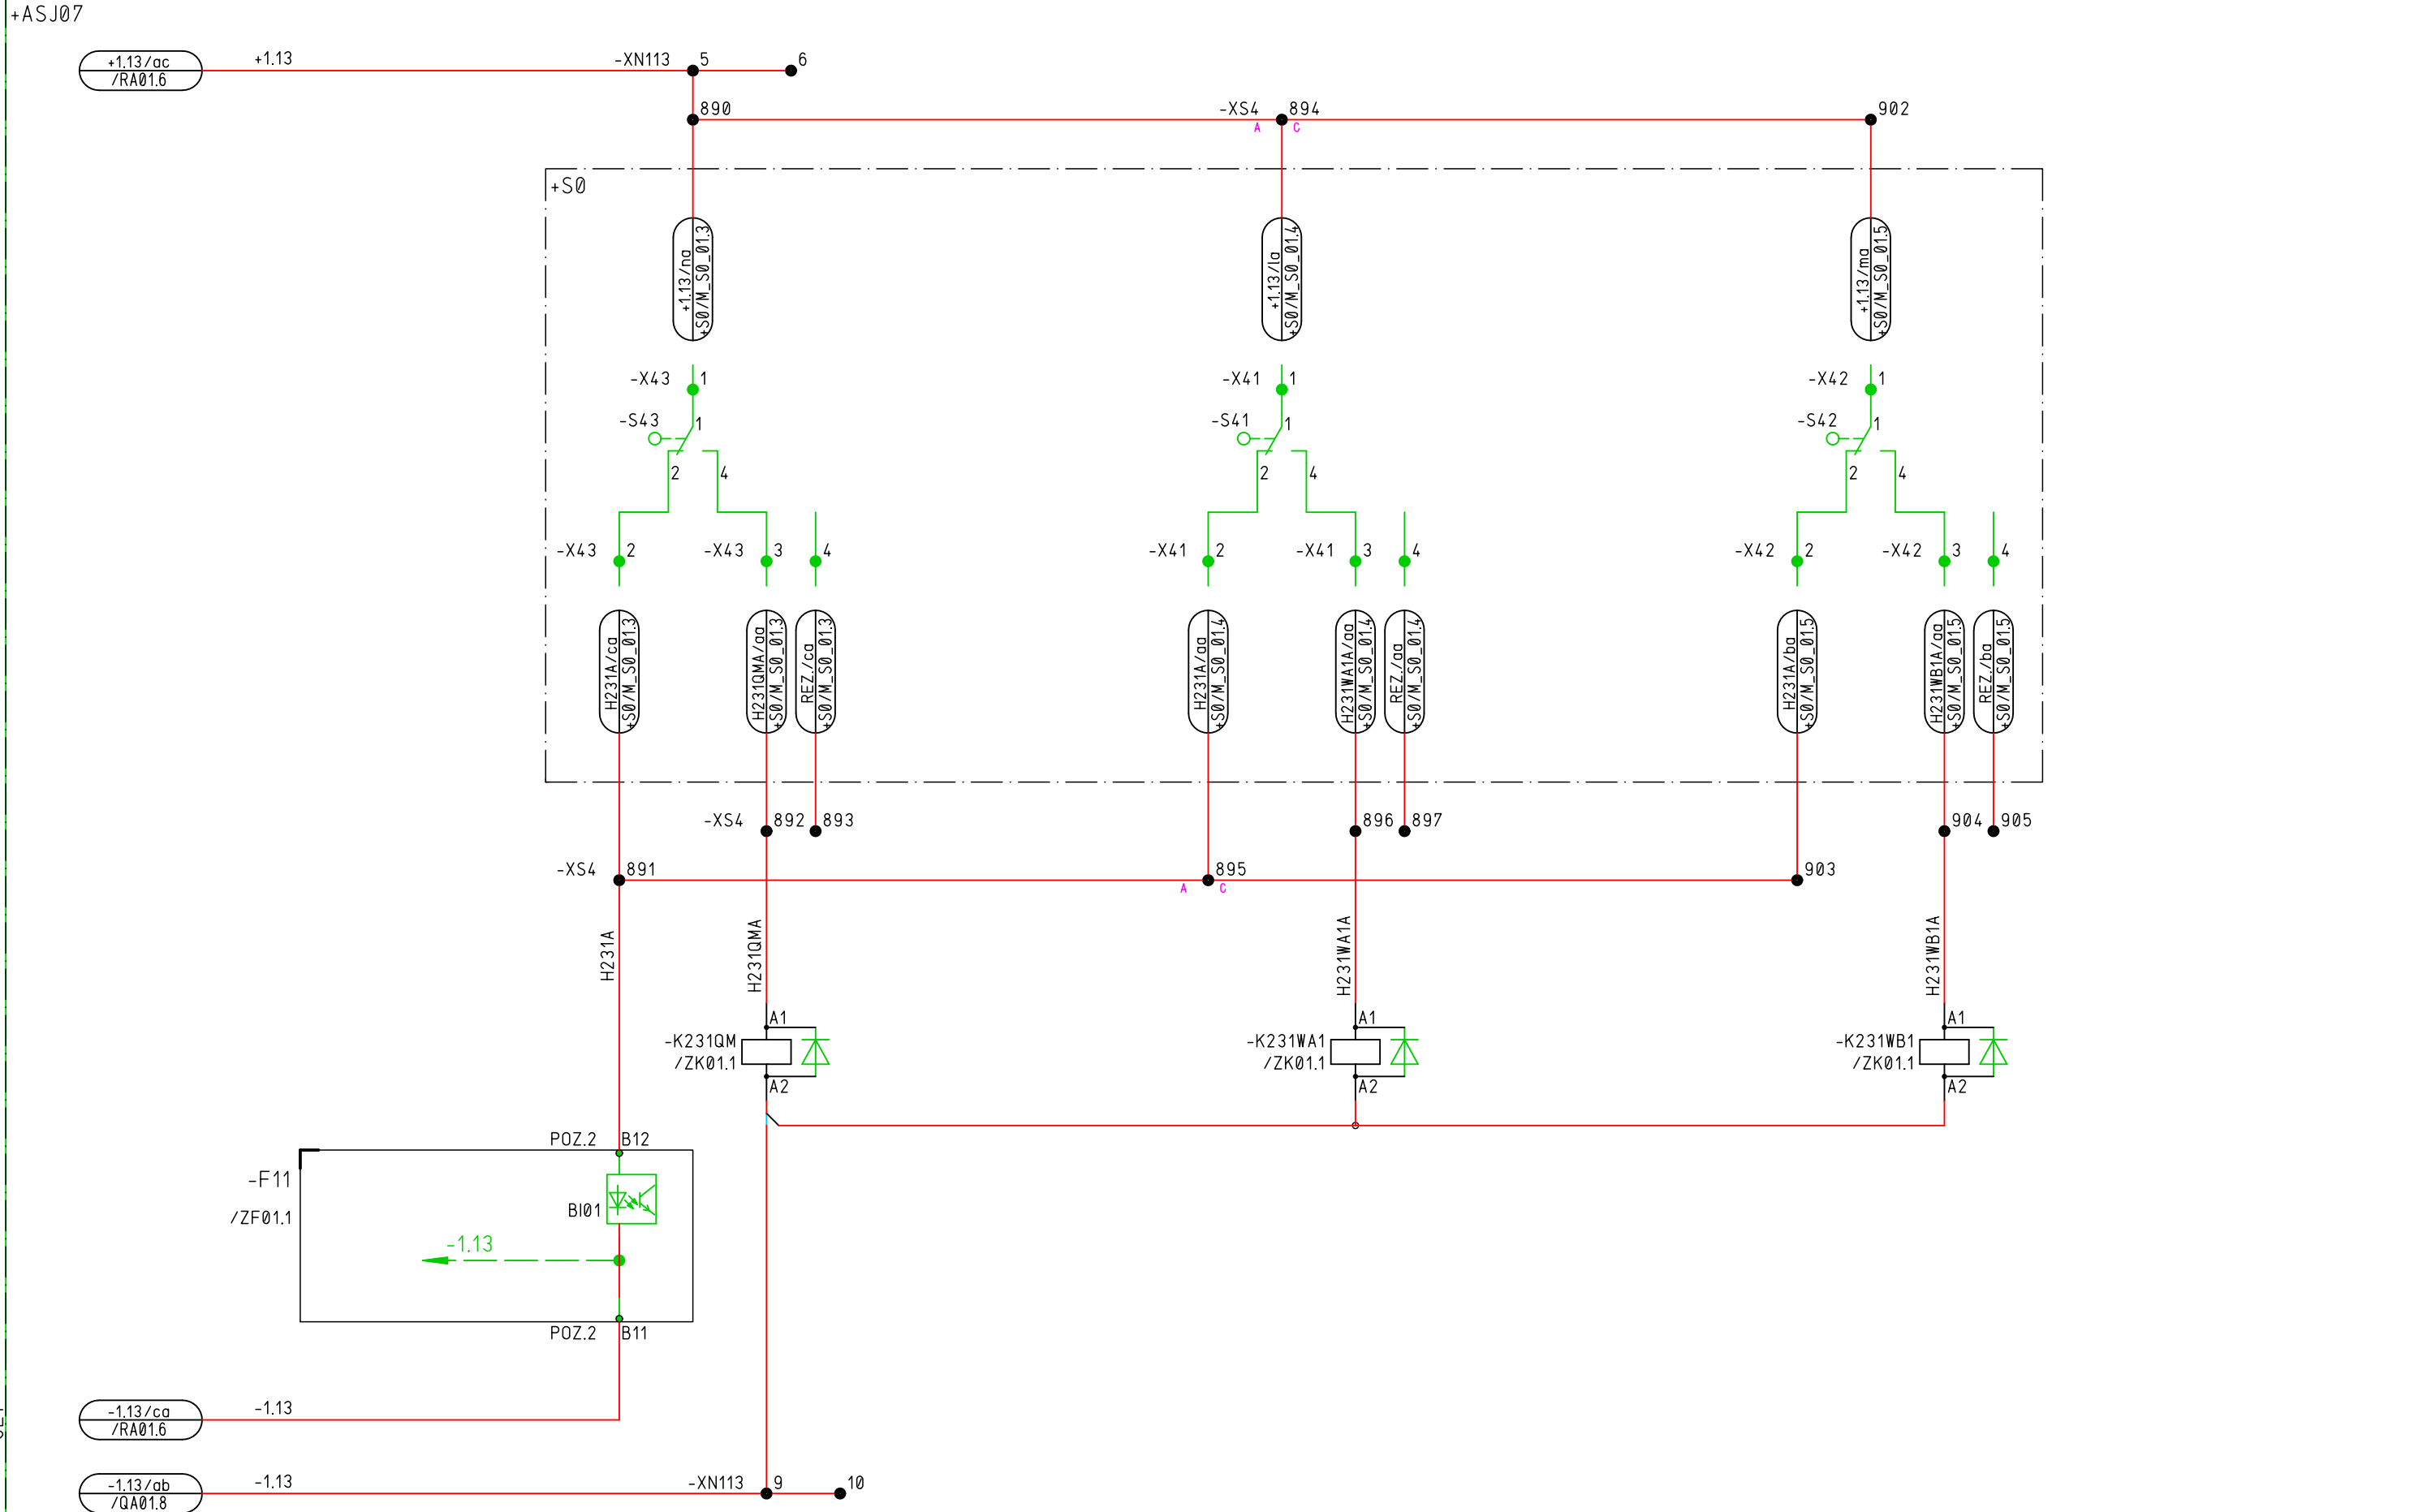 +ASJ07
+1.13/ac
/RA01.6
+1.13
-XN113
5
6
890
-XS4
894
A
C
902
+S0
+1.13/na
+S0/M_S0_01.3
+1.13/la
+S0/M_S0_01.4
+1.13/ma
+S0/M_S0_01.5
-X43
1
-X41
1
-X42
1
-S43
1
-S41
1
-S42
1
2
4
2
4
2
4
-X43
2
-X43
3
4
-X41
2
-X41
3
4
-X42
2
-X42
3
4
H231A/ca
+S0/M_S0_01.3
H231QMA/aa
+S0/M_S0_01.3
REZ./ca
+S0/M_S0_01.3
H231A/aa
+S0/M_S0_01.4
H231WA1A/aa
+S0/M_S0_01.4
REZ./aa
+S0/M_S0_01.4
H231A/ba
+S0/M_S0_01.5
H231WB1A/aa
+S0/M_S0_01.5
REZ./ba
+S0/M_S0_01.5
-XS4
892
893
896
897
904
905
-XS4
891
895
A
C
903
H231A
H231QMA
H231WA1A
H231WB1A
A1
-K231QM
/ZK01.1
A2
A1
-K231WA1
/ZK01.1
A2
A1
-K231WB1
/ZK01.1
A2
POZ.2
B12
-F11
/ZF01.1
BI01
-1.13
POZ.2
B11
-1.13/ca
/RA01.6
-1.13
-1.13/ab
/QA01.8
-1.13
-XN113
9
10